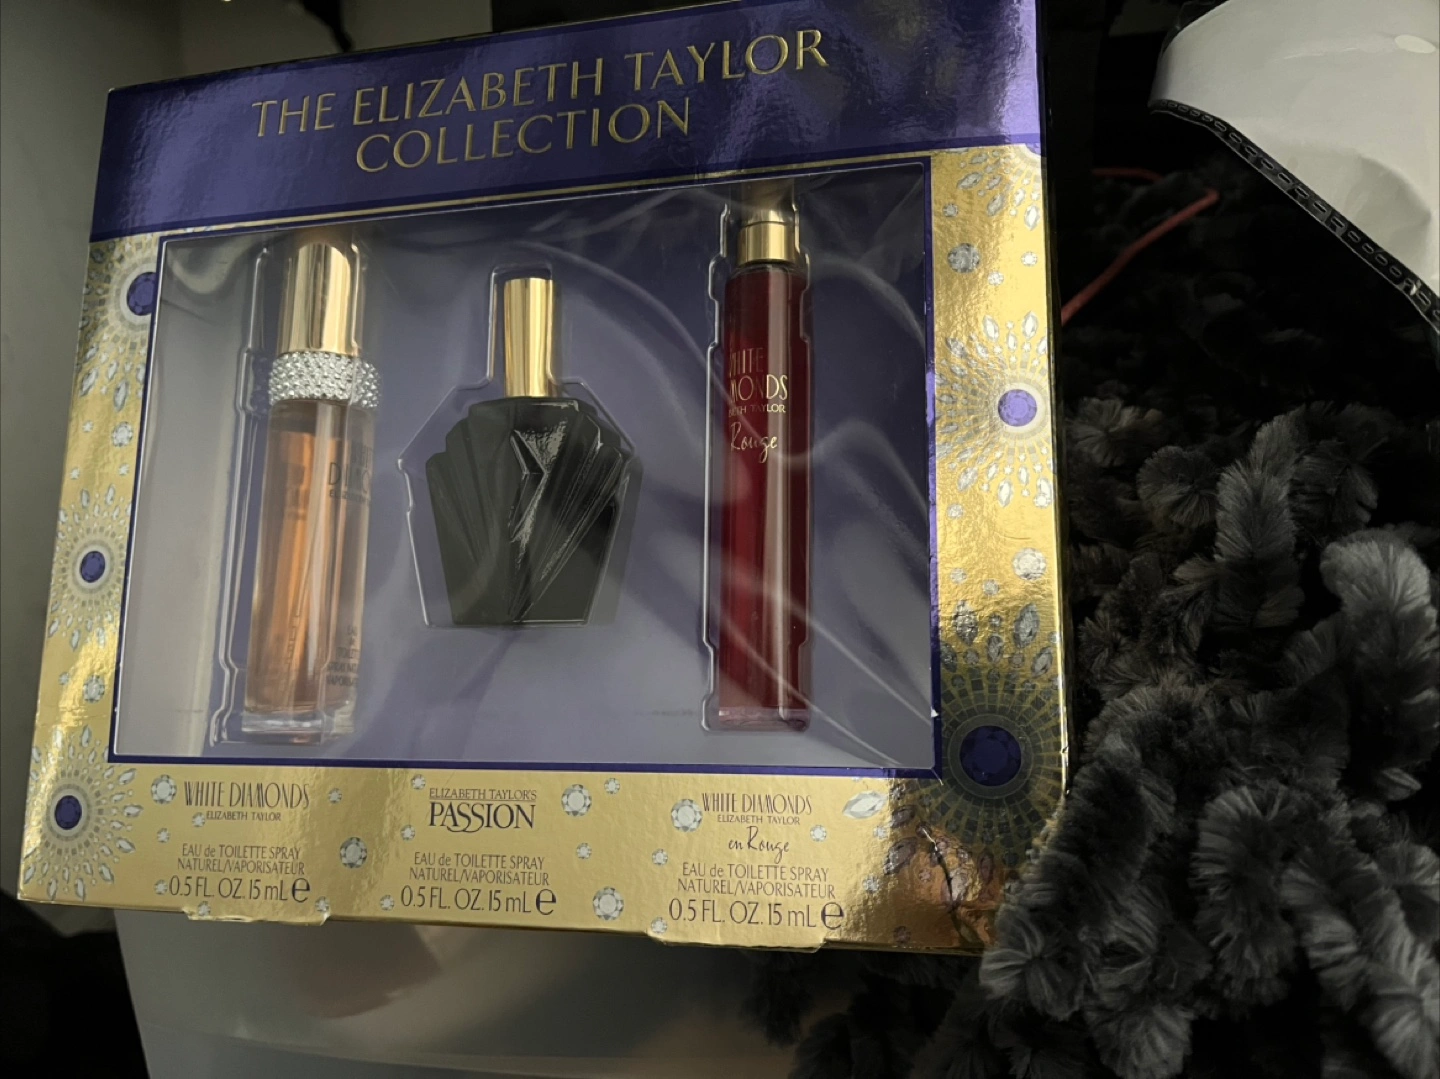 THE ELIZABETH TAYLOR
COLLECTION
WHITE DIAMONDS
ELIZABETH TAYLOR
EAU de TOILETTE SPRAY
NATUREL/VAPORISATEUR
0.5 FL. OZ. 15 mL e
ELIZABETH TAYLOR'S
PASSION
EAU de TOILETTE SPRAY
NATUREL/VAPORISATEUR
0.5 FL. OZ. 15 mL e
WHITE DIAMONDS
ELIZABETH TAYLOR
en Rouge
EAU de TOILETTE SPRAY
NATUREL/VAPORISATEUR
0.5 FL. OZ. 15 mL e
TAYLOR
Rouge